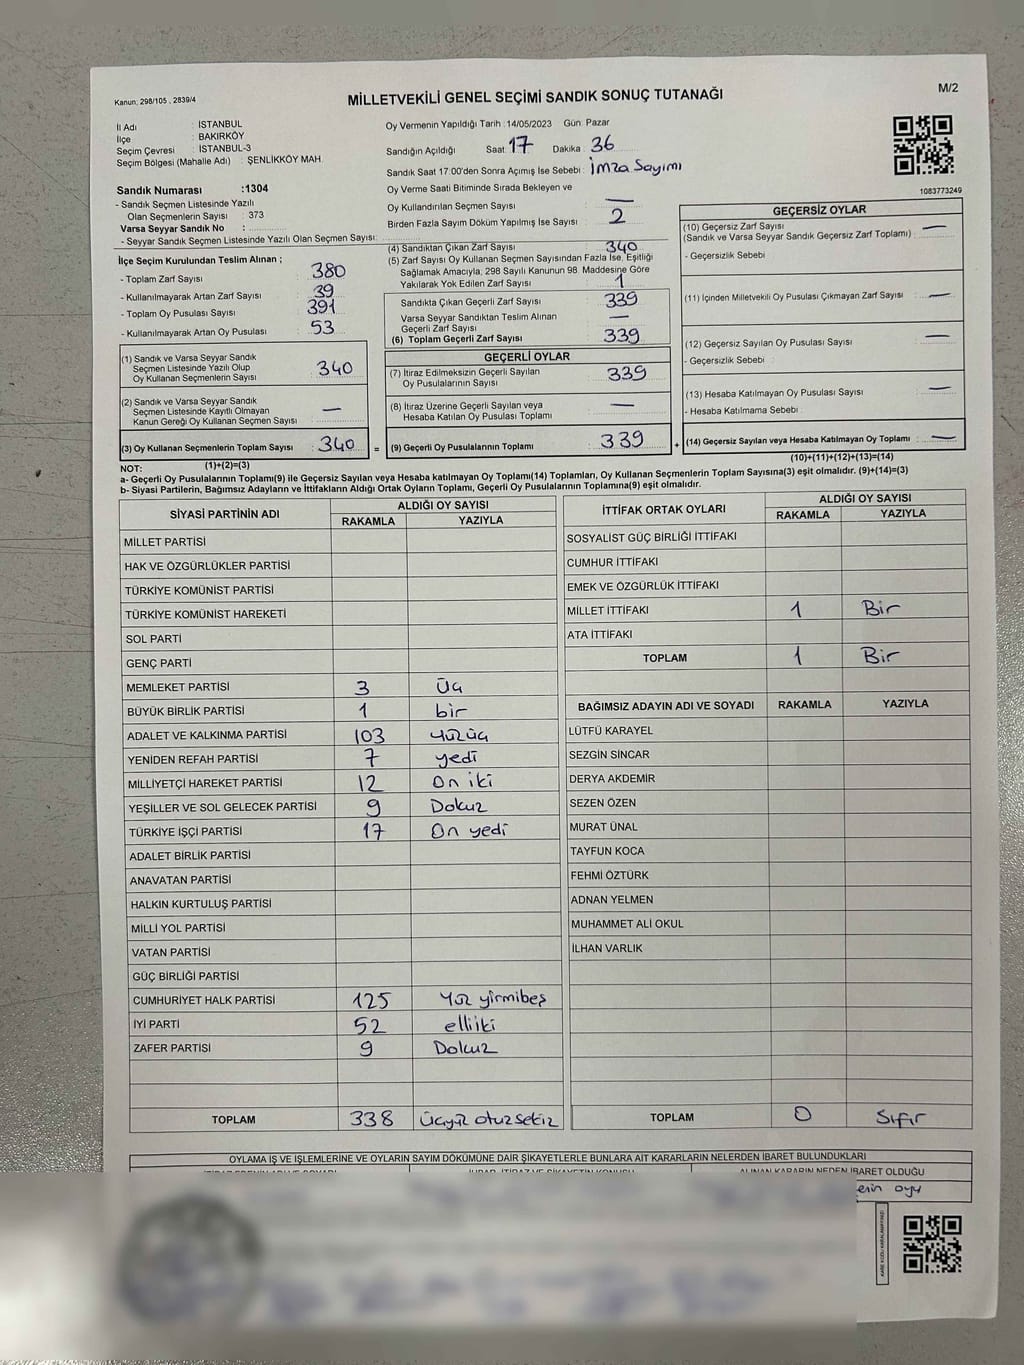 Kanun; 298/105 , 2839/4
MİLLETVEKİLİ GENEL SEÇİMİ SANDIK SONUÇ TUTANAĞI
M/2
İl Adı : İSTANBUL
İlçe : BAKIRKÖY
Seçim Çevresi : İSTANBUL-3
Seçim Bölgesi (Mahalle Adı) : ŞENLİKKÖY MAH.
Sandık Numarası :1304
- Sandık Seçmen Listesinde Yazılı
Olan Seçmenlerin Sayısı : 373
Varsa Seyyar Sandık No :
- Seyyar Sandık Seçmen Listesinde Yazılı Olan Seçmen Sayısı:
Oy Vermenin Yapıldığı Tarih :14/05/2023 Gün: Pazar
Sandığın Açıldığı Saat: 17 Dakika : 36
Sandık Saat 17:00'den Sonra Açımış İse Sebebi : İmza Sayımı
Oy Verme Saati Bitiminde Sırada Bekleyen ve
Oy Kullandırılan Seçmen Sayısı : —
Birden Fazla Sayım Döküm Yapılmış İse Sayısı : 2
1083773249
İlçe Seçim Kurulundan Teslim Alınan ;
- Toplam Zarf Sayısı : 380
- Kullanılmayarak Artan Zarf Sayısı : 39
- Toplam Oy Pusulası Sayısı : 391
- Kullanılmayarak Artan Oy Pusulası : 53
(4) Sandıktan Çıkan Zarf Sayısı : 340
(5) Zarf Sayısı Oy Kullanan Seçmen Sayısından Fazla İse, Eşitliği
Sağlamak Amacıyla; 298 Sayılı Kanunun 98. Maddesine Göre
Yakılarak Yok Edilen Zarf Sayısı : 1
Sandıkta Çıkan Geçerli Zarf Sayısı : 339
Varsa Seyyar Sandıktan Teslim Alınan
Geçerli Zarf Sayısı : —
(6) Toplam Geçerli Zarf Sayısı : 339
GEÇERSİZ OYLAR
(10) Geçersiz Zarf Sayısı
(Sandık ve Varsa Seyyar Sandık Geçersiz Zarf Toplamı) : —
- Geçersizlik Sebebi :
(11) İçinden Milletvekili Oy Pusulası Çıkmayan Zarf Sayısı : —
(12) Geçersiz Sayılan Oy Pusulası Sayısı : —
- Geçersizlik Sebebi :
(13) Hesaba Katılmayan Oy Pusulası Sayısı : —
- Hesaba Katılmama Sebebi :
(14) Geçersiz Sayılan veya Hesaba Katılmayan Oy Toplamı : —
(10)+(11)+(12)+(13)=(14)
(1) Sandık ve Varsa Seyyar Sandık
Seçmen Listesinde Yazılı Olup
Oy Kullanan Seçmenlerin Sayısı : 340
(2) Sandık ve Varsa Seyyar Sandık
Seçmen Listesinde Kayıtlı Olmayan
Kanun Gereği Oy Kullanan Seçmen Sayısı : —
(3) Oy Kullanan Seçmenlerin Toplam Sayısı : 340 =
(1)+(2)=(3)
GEÇERLİ OYLAR
(7) İtiraz Edilmeksizin Geçerli Sayılan
Oy Pusulalarının Sayısı : 339
(8) İtiraz Üzerine Geçerli Sayılan veya
Hesaba Katılan Oy Pusulası Toplamı : —
(9) Geçerli Oy Pusulalarının Toplamı : 339 +
NOT:
a- Geçerli Oy Pusulalarının Toplamı(9) ile Geçersiz Sayılan veya Hesaba katılmayan Oy Toplamı(14) Toplamları, Oy Kullanan Seçmenlerin Toplam Sayısına(3) eşit olmalıdır. (9)+(14)=(3)
b- Siyasi Partilerin, Bağımsız Adayların ve İttifakların Aldığı Ortak Oyların Toplamı, Geçerli Oy Pusulalarının Toplamına(9) eşit olmalıdır.
SİYASİ PARTİNİN ADI ALDIĞI OY SAYISI
RAKAMLA YAZIYLA
MİLLET PARTİSİ
HAK VE ÖZGÜRLÜKLER PARTİSİ
TÜRKİYE KOMÜNİST PARTİSİ
TÜRKİYE KOMÜNİST HAREKETİ
SOL PARTİ
GENÇ PARTİ
MEMLEKET PARTİSİ 3 Üç
BÜYÜK BİRLİK PARTİSİ 1 bir
ADALET VE KALKINMA PARTİSİ 103 Yüzüç
YENİDEN REFAH PARTİSİ 7 yedi
MİLLİYETÇİ HAREKET PARTİSİ 12 On iki
YEŞİLLER VE SOL GELECEK PARTİSİ 9 Dokuz
TÜRKİYE İŞÇİ PARTİSİ 17 On yedi
ADALET BİRLİK PARTİSİ
ANAVATAN PARTİSİ
HALKIN KURTULUŞ PARTİSİ
MİLLİ YOL PARTİSİ
VATAN PARTİSİ
GÜÇ BİRLİĞİ PARTİSİ
CUMHURİYET HALK PARTİSİ 125 Yüz yirmibeş
İYİ PARTİ 52 elliiki
ZAFER PARTİSİ 9 Dokuz
TOPLAM 338 Üçyüz otuzsekiz
İTTİFAK ORTAK OYLARI ALDIĞI OY SAYISI
RAKAMLA YAZIYLA
SOSYALİST GÜÇ BİRLİĞİ İTTİFAKI
CUMHUR İTTİFAKI
EMEK VE ÖZGÜRLÜK İTTİFAKI
MİLLET İTTİFAKI 1 Bir
ATA İTTİFAKI
TOPLAM 1 Bir
BAĞIMSIZ ADAYIN ADI VE SOYADI RAKAMLA YAZIYLA
LÜTFÜ KARAYEL
SEZGİN SİNCAR
DERYA AKDEMİR
SEZEN ÖZEN
MURAT ÜNAL
TAYFUN KOCA
FEHMİ ÖZTÜRK
ADNAN YELMEN
MUHAMMET ALİ OKUL
İLHAN VARLIK
TOPLAM 0 Sıfır
OYLAMA İŞ VE İŞLEMLERİNE VE OYLARIN SAYIM DÖKÜMÜNE DAİR ŞİKAYETLERLE BUNLARA AİT KARARLARIN NELERDEN İBARET BULUNDUKLARI
ALINAN KARARIN NEDEN İBARET OLDUĞU
oyu